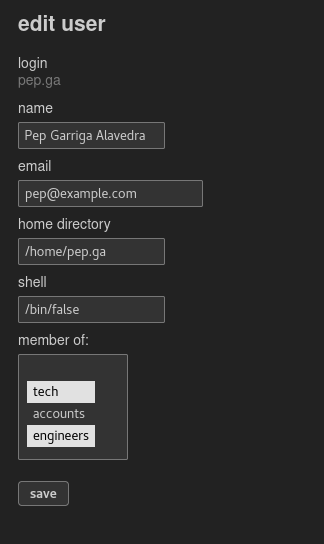 edit user
login
pep.ga
name
Pep Garriga Alavedra
email
pep@example.com
home directory
/home/pep.ga
shell
/bin/false
member of:
tech
accounts
engineers
save